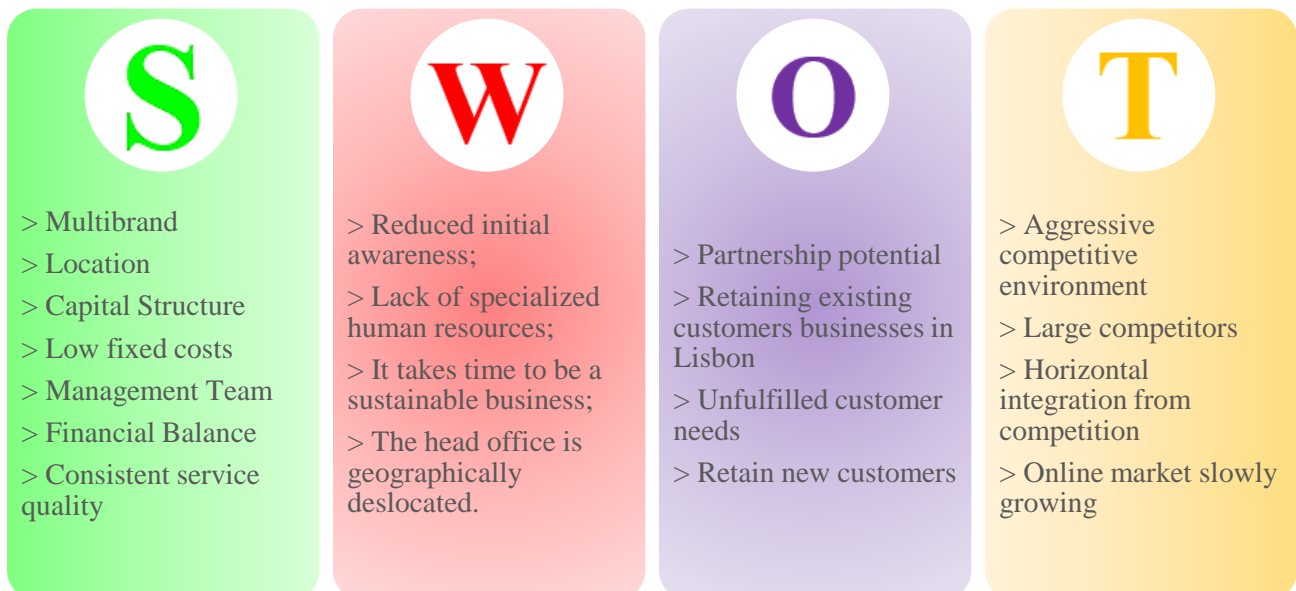 S
> Multibrand
> Location
> Capital Structure
> Low fixed costs
> Management Team
> Financial Balance
> Consistent service
quality
W
> Reduced initial
awareness;
> Lack of specialized
human resources;
> It takes time to be a
sustainable business;
> The head office is
geographically
deslocated.
O
> Partnership potential
> Retaining existing
customers businesses in
Lisbon
> Unfulfilled customer
needs
> Retain new customers
T
> Aggressive
competitive
environment
> Large competitors
> Horizontal
integration from
competition
> Online market slowly
growing